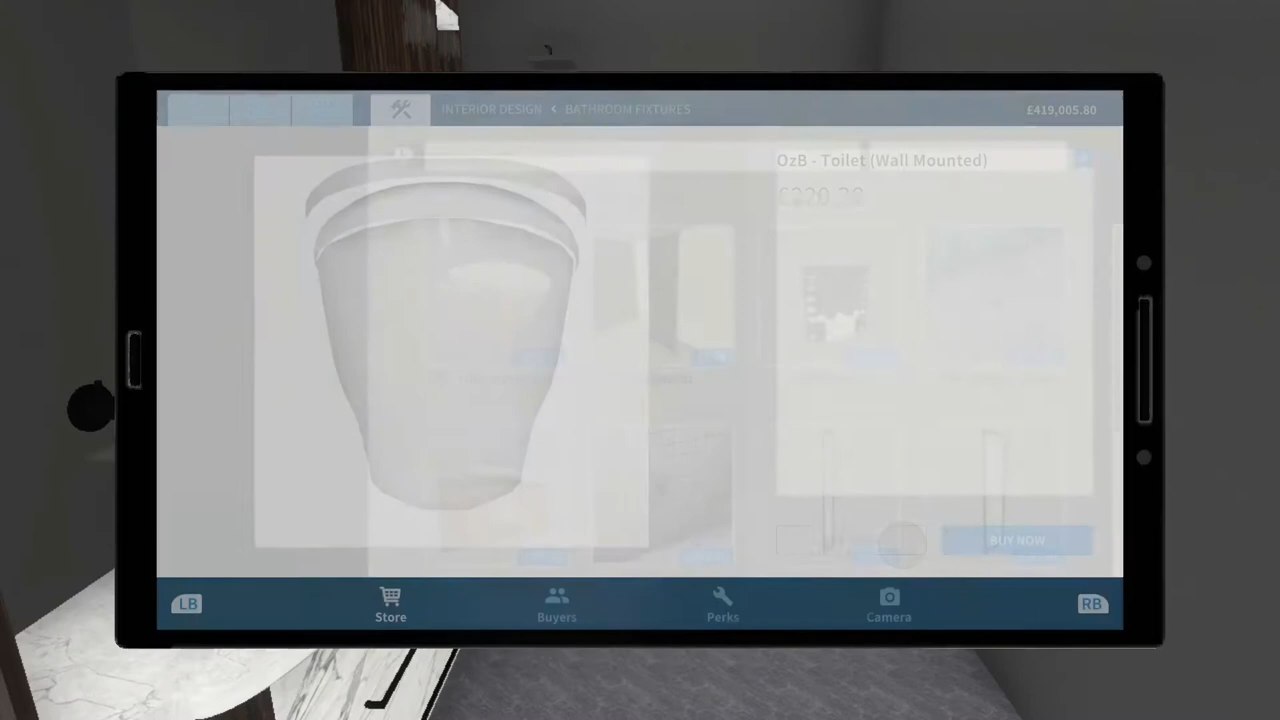 INTERIOR DESIGN < BATHROOM FIXTURES
£419,005.80
OzB - Toilet (Wall Mounted)
BUY NOW
LB
Store
Buyers
Perks
Camera
RB